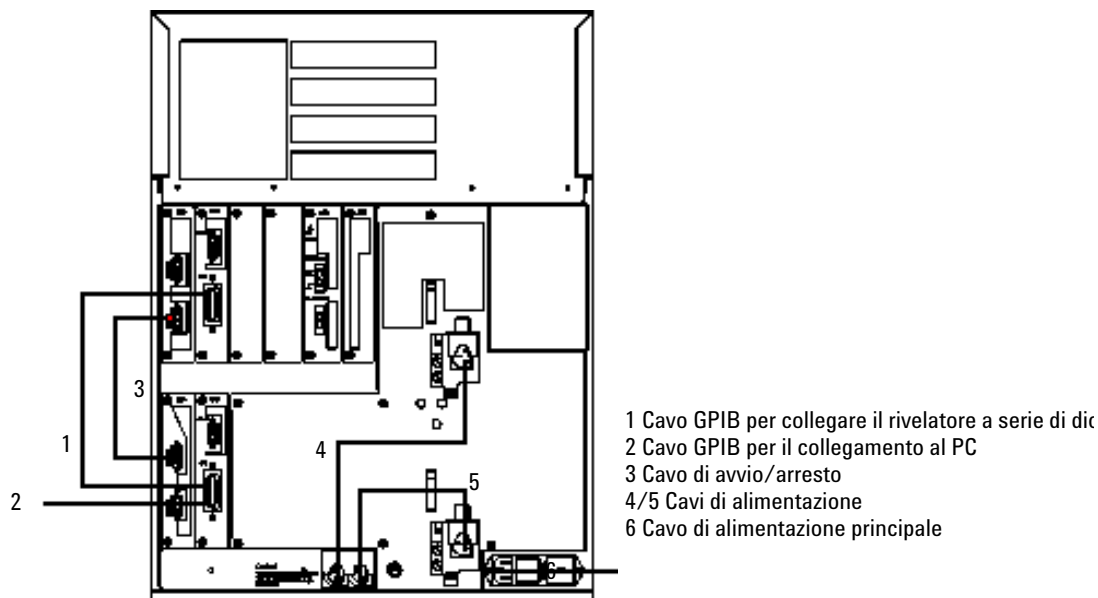 3
1
2
4
5
6
1 Cavo GPIB per collegare il rivelatore a serie di
2 Cavo GPIB per il collegamento al PC
3 Cavo di avvio/arresto
4/5 Cavi di alimentazione
6 Cavo di alimentazione principale